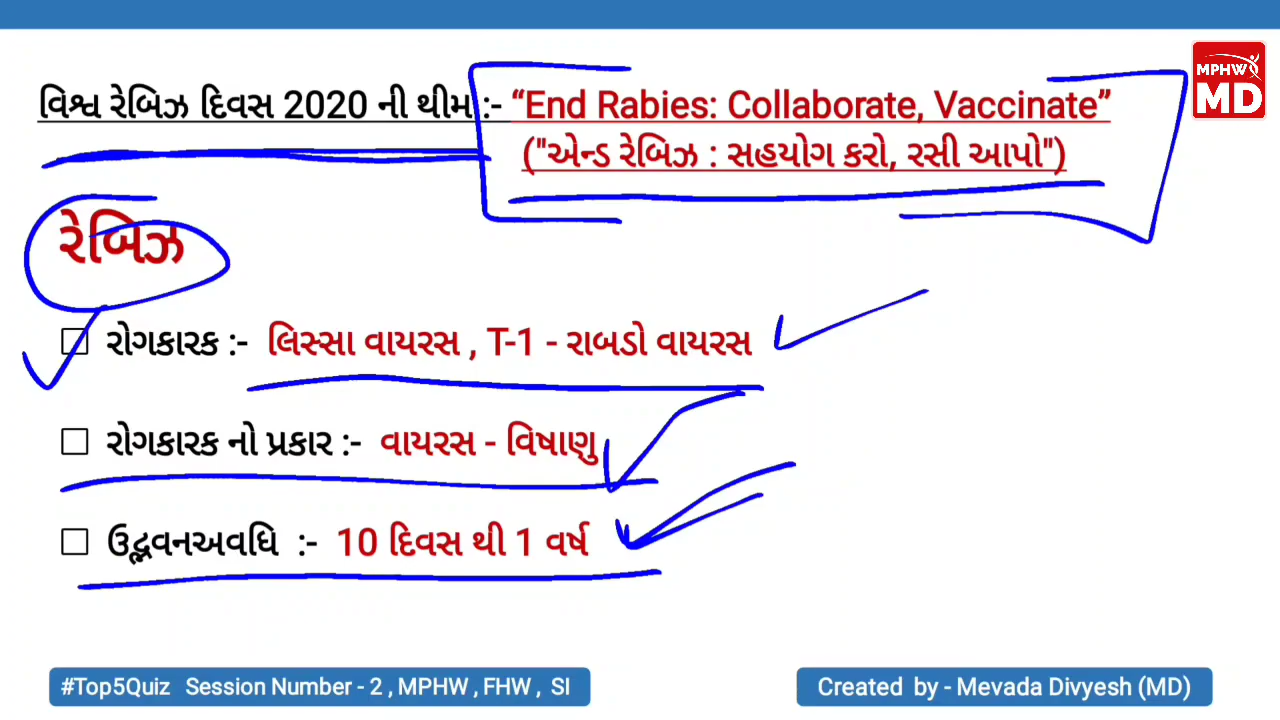 વિશ્વ રેબિઝ દિવસ 2020 ની થીમ :- “End Rabies: Collaborate, Vaccinate”
("એન્ડ રેબિઝ : સહયોગ કરો, રસી આપો")
MPHW
MD
રેબિઝ
☐ રોગકારક :- લિસ્સા વાયરસ , T-1 - રાબડો વાયરસ
☐ રોગકારક નો પ્રકાર :- વાયરસ - વિષાણુ
☐ ઉદ્ભવનઅવધિ :- 10 દિવસ થી 1 વર્ષ
#Top5Quiz Session Number - 2 , MPHW , FHW , SI
Created by - Mevada Divyesh (MD)